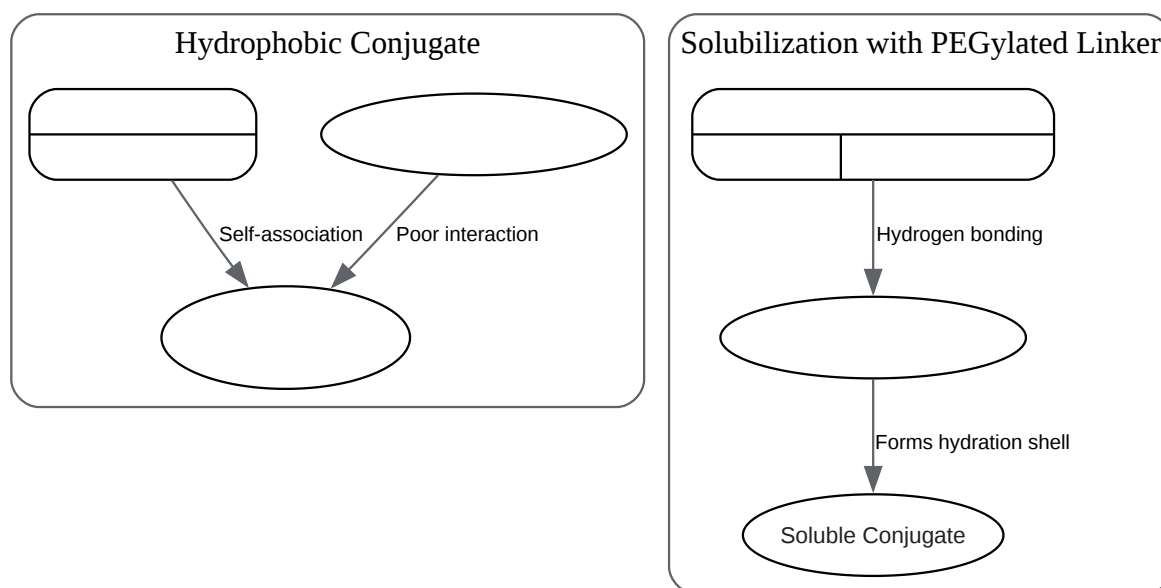 Hydrophobic Conjugate
Self-association
Poor interaction
Solubilization with PEGylated Linker
Hydrogen bonding
Forms hydration shell
Soluble Conjugate